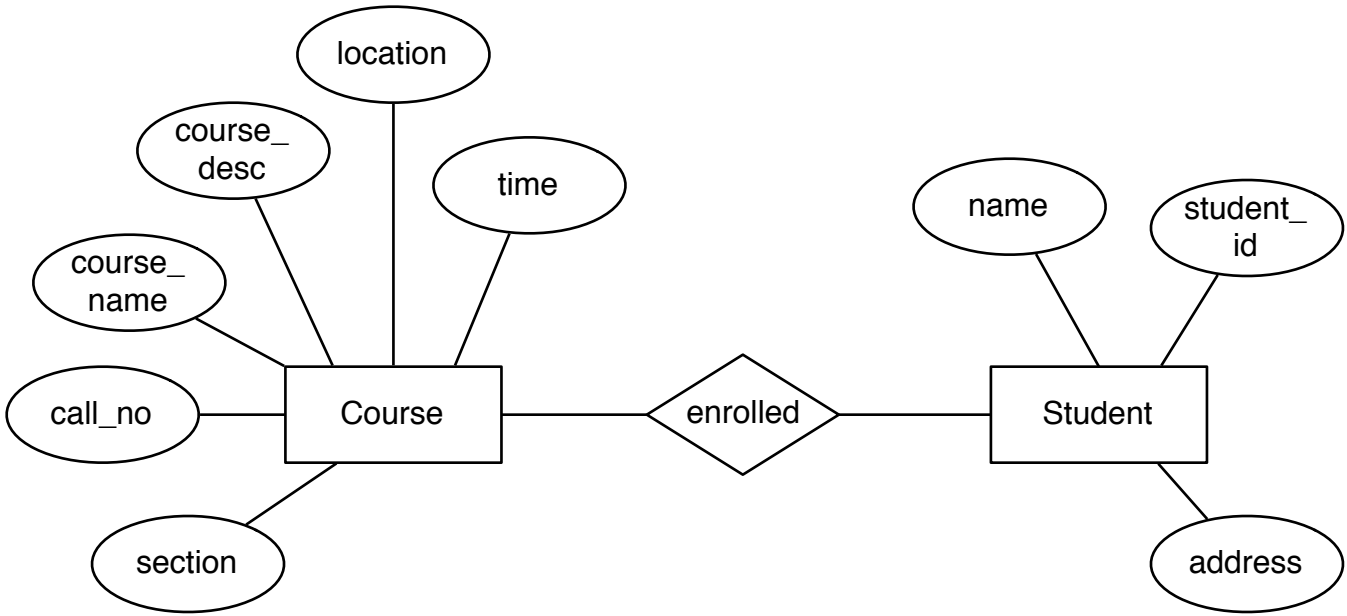 location
course_
desc
time
name
student_
id
course_
name
call_no
Course
enrolled
Student
section
address